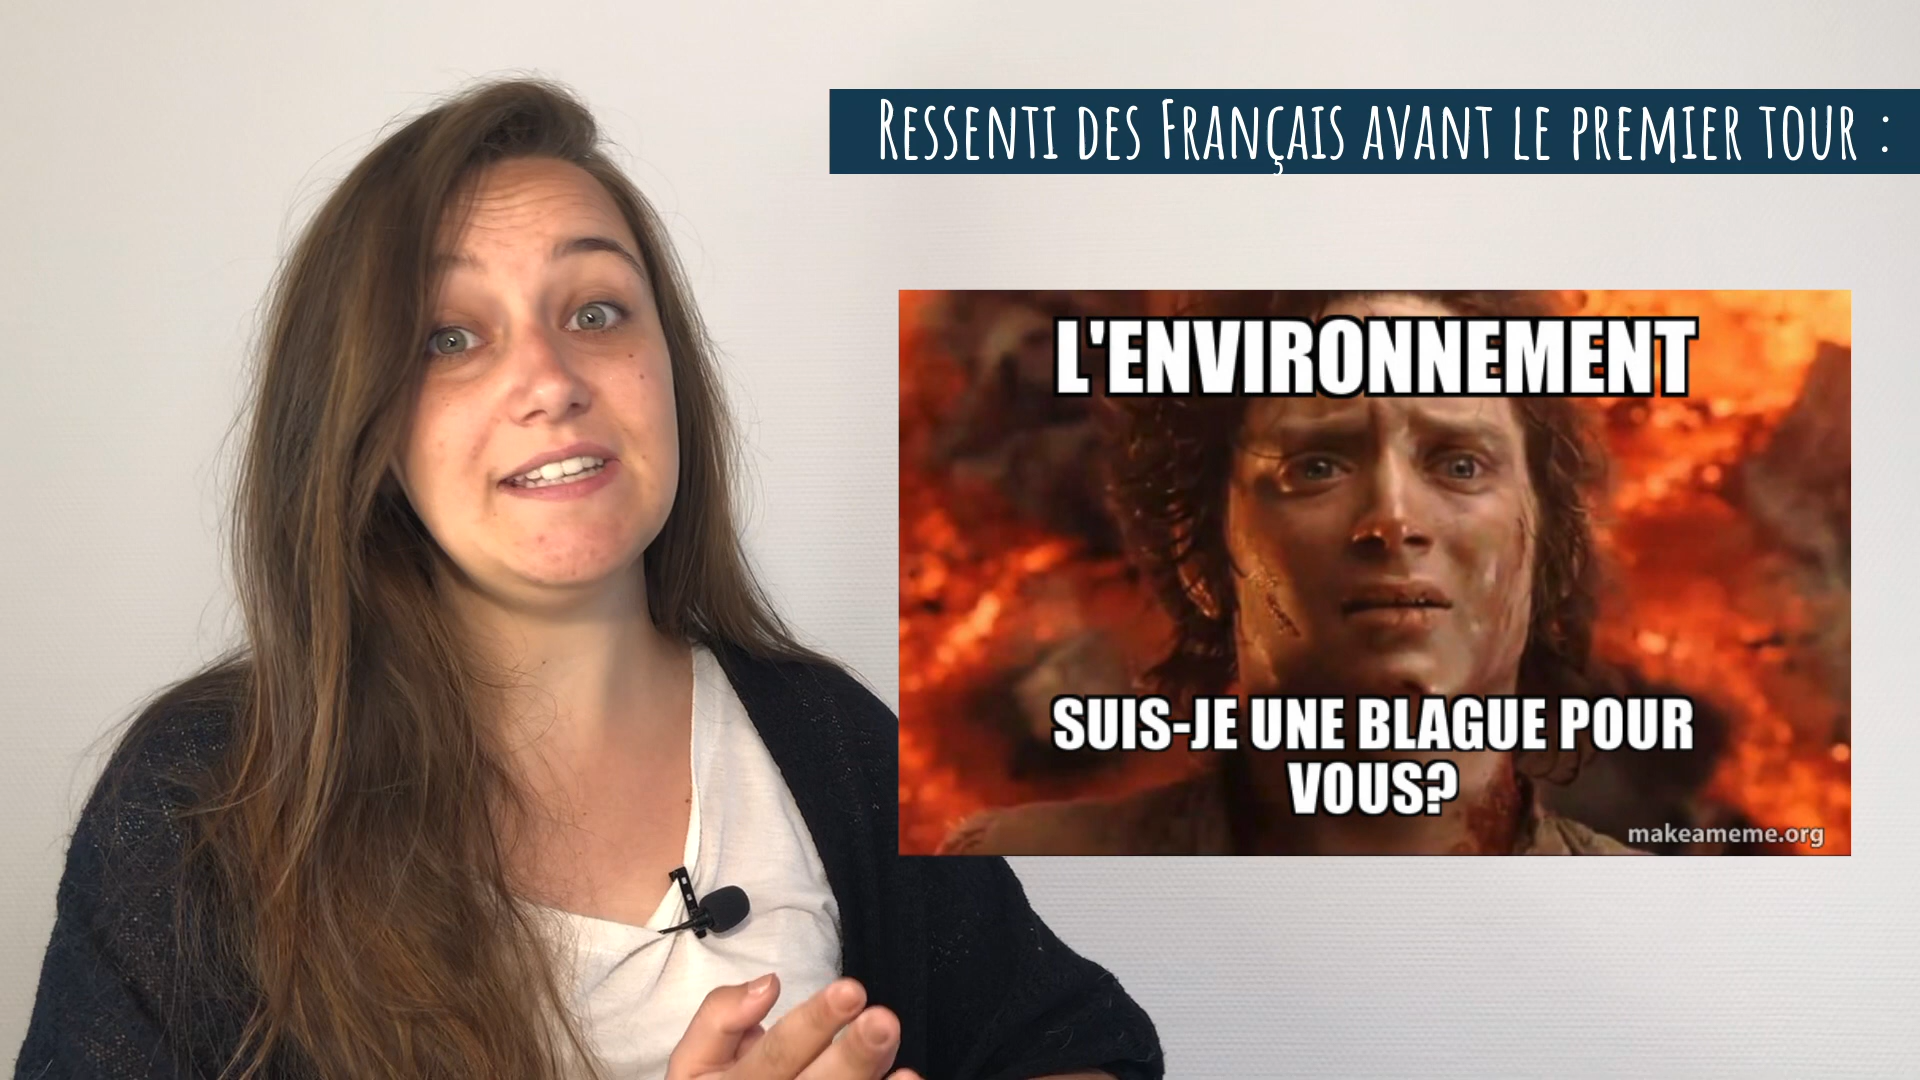 Ressenti des Français avant le premier tour :
L'ENVIRONNEMENT
SUIS-JE UNE BLAGUE POUR
VOUS?
makeameme.org